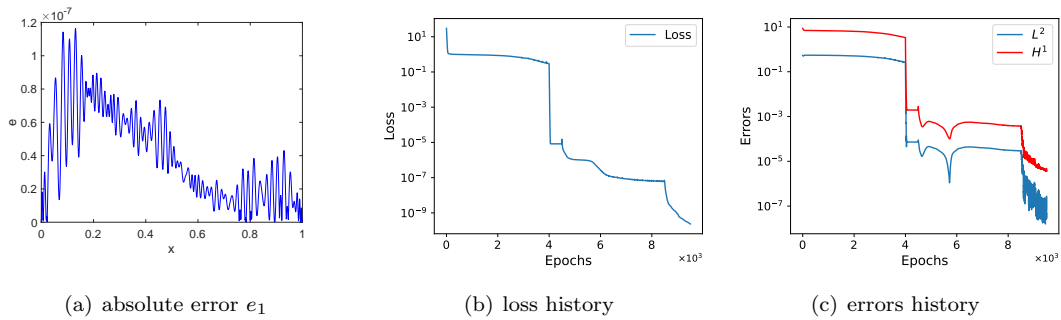 ×10⁻⁷
1.2
1
0.8
0.6
0.4
0.2
0
e
0 0.2 0.4 0.6 0.8 1
x
(a) absolute error e₁
10¹
10⁻¹
10⁻³
10⁻⁵
10⁻⁷
10⁻⁹
Loss
Loss
0 2 4 6 8
Epochs
×10³
(b) loss history
10¹
10⁻¹
10⁻³
10⁻⁵
10⁻⁷
Errors
L²
H¹
0 2 4 6 8
Epochs
×10³
(c) errors history